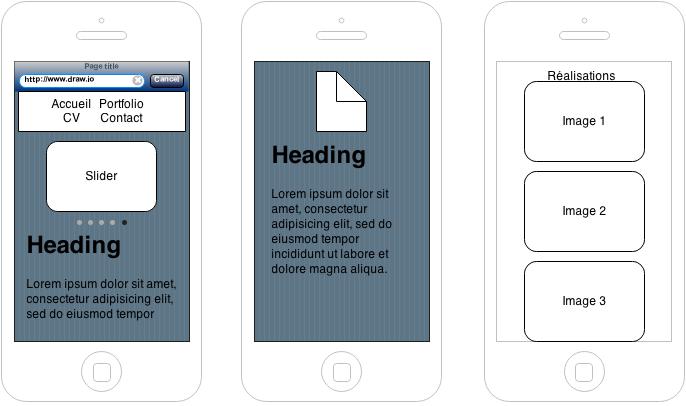 Page title
http://www.draw.io
Cancel
Accueil Portfolio
CV Contact
Slider
Heading
Lorem ipsum dolor sit amet,
consectetur adipisicing elit,
sed do eiusmod tempor
Heading
Lorem ipsum dolor sit
amet, consectetur
adipisicing elit, sed do
eiusmod tempor
incididunt ut labore et
dolore magna aliqua.
Réalisations
Image 1
Image 2
Image 3